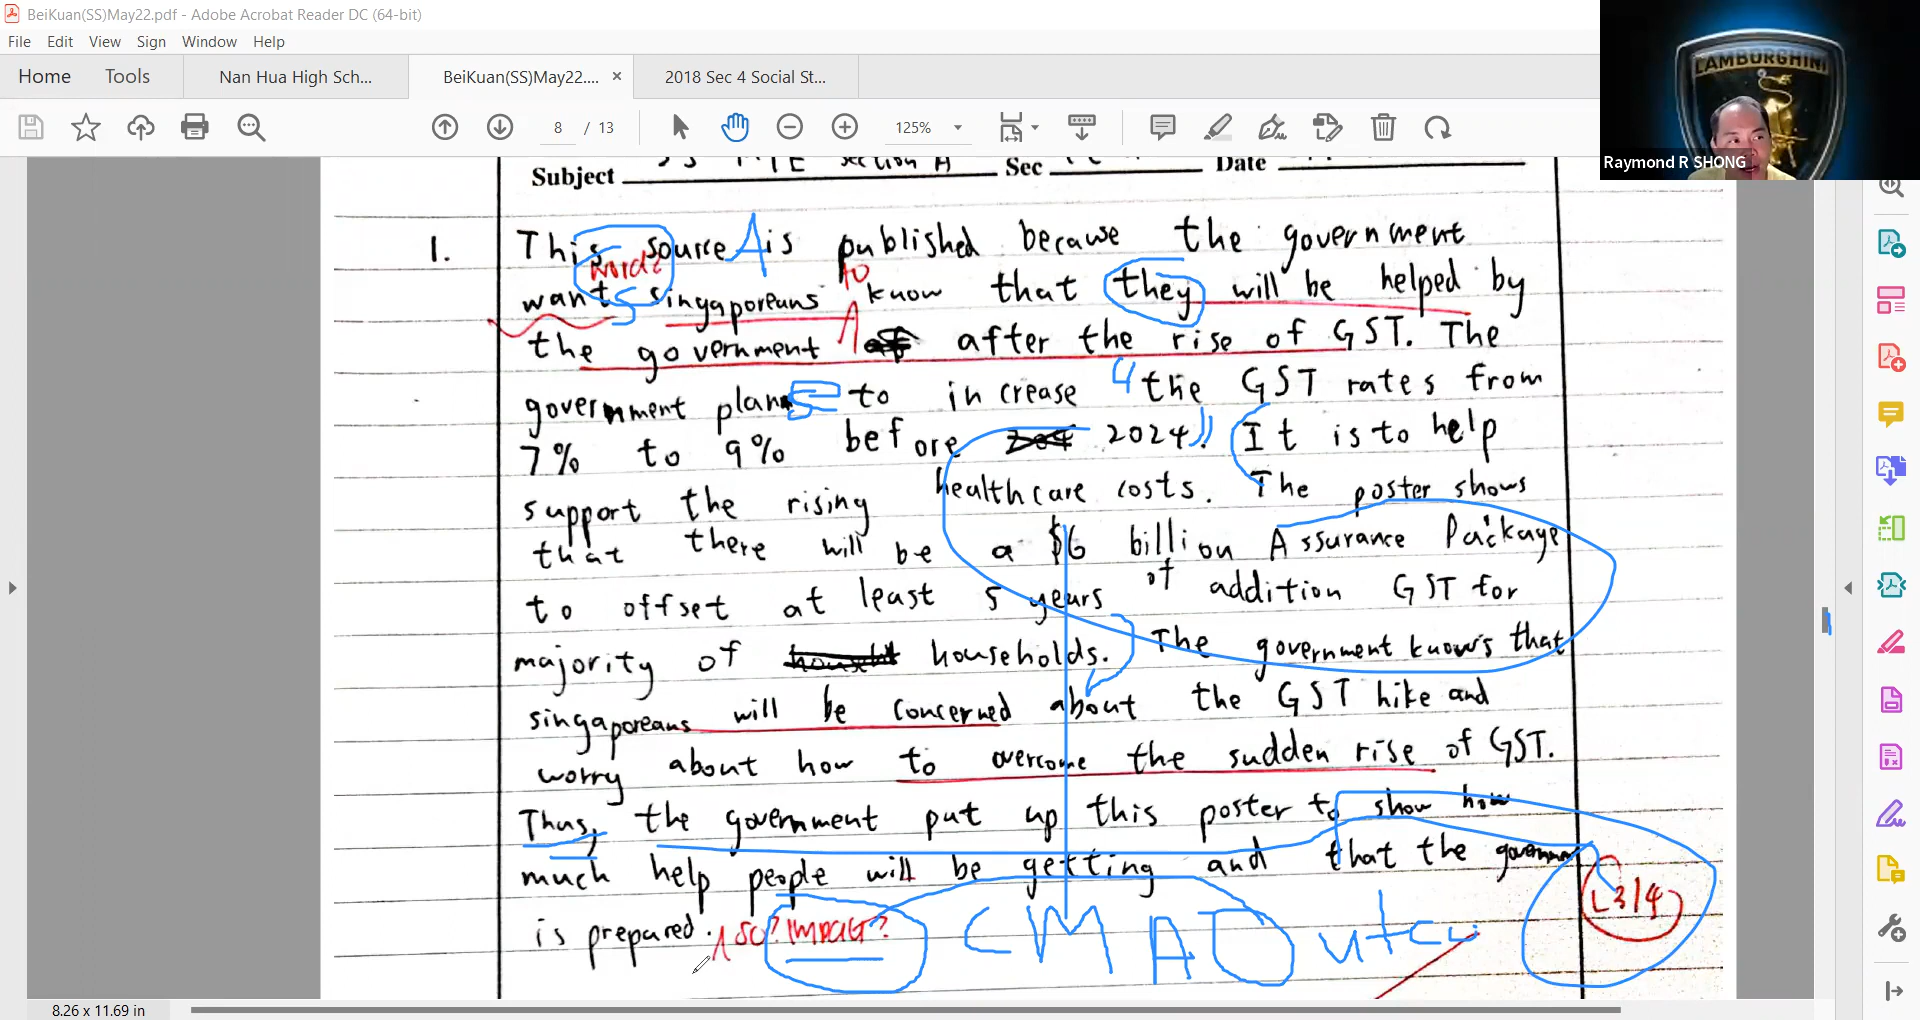 BeiKuan(SS)May22.pdf - Adobe Acrobat Reader DC (64-bit)
File Edit View Sign Window Help
Home Tools Nan Hua High Sch... BeiKuan(SS)May22.... × 2018 Sec 4 Social St...
8 / 13 125%
LAMBORGHINI
Raymond R SHONG
Subject Section A Sec Date
1. This source A is published because the government
word?
to
wants singaporeans know that they will be helped by
the government after the rise of GST. The
government plans to increase the GST rates from
7% to 9% before 2024. It is to help
support the rising healthcare costs. The poster shows
that there will be a $6 billion Assurance Package
to offset at least 5 years of addition GST for
majority of households. The government knows that
singaporeans will be concerned about the GST hike and
worry about how to overcome the sudden rise of GST.
Thus, the government put up this poster to show how
much help people will be getting and that the government
is prepared. SO? IMPACT? CMAO
L3/4
8.26 x 11.69 in